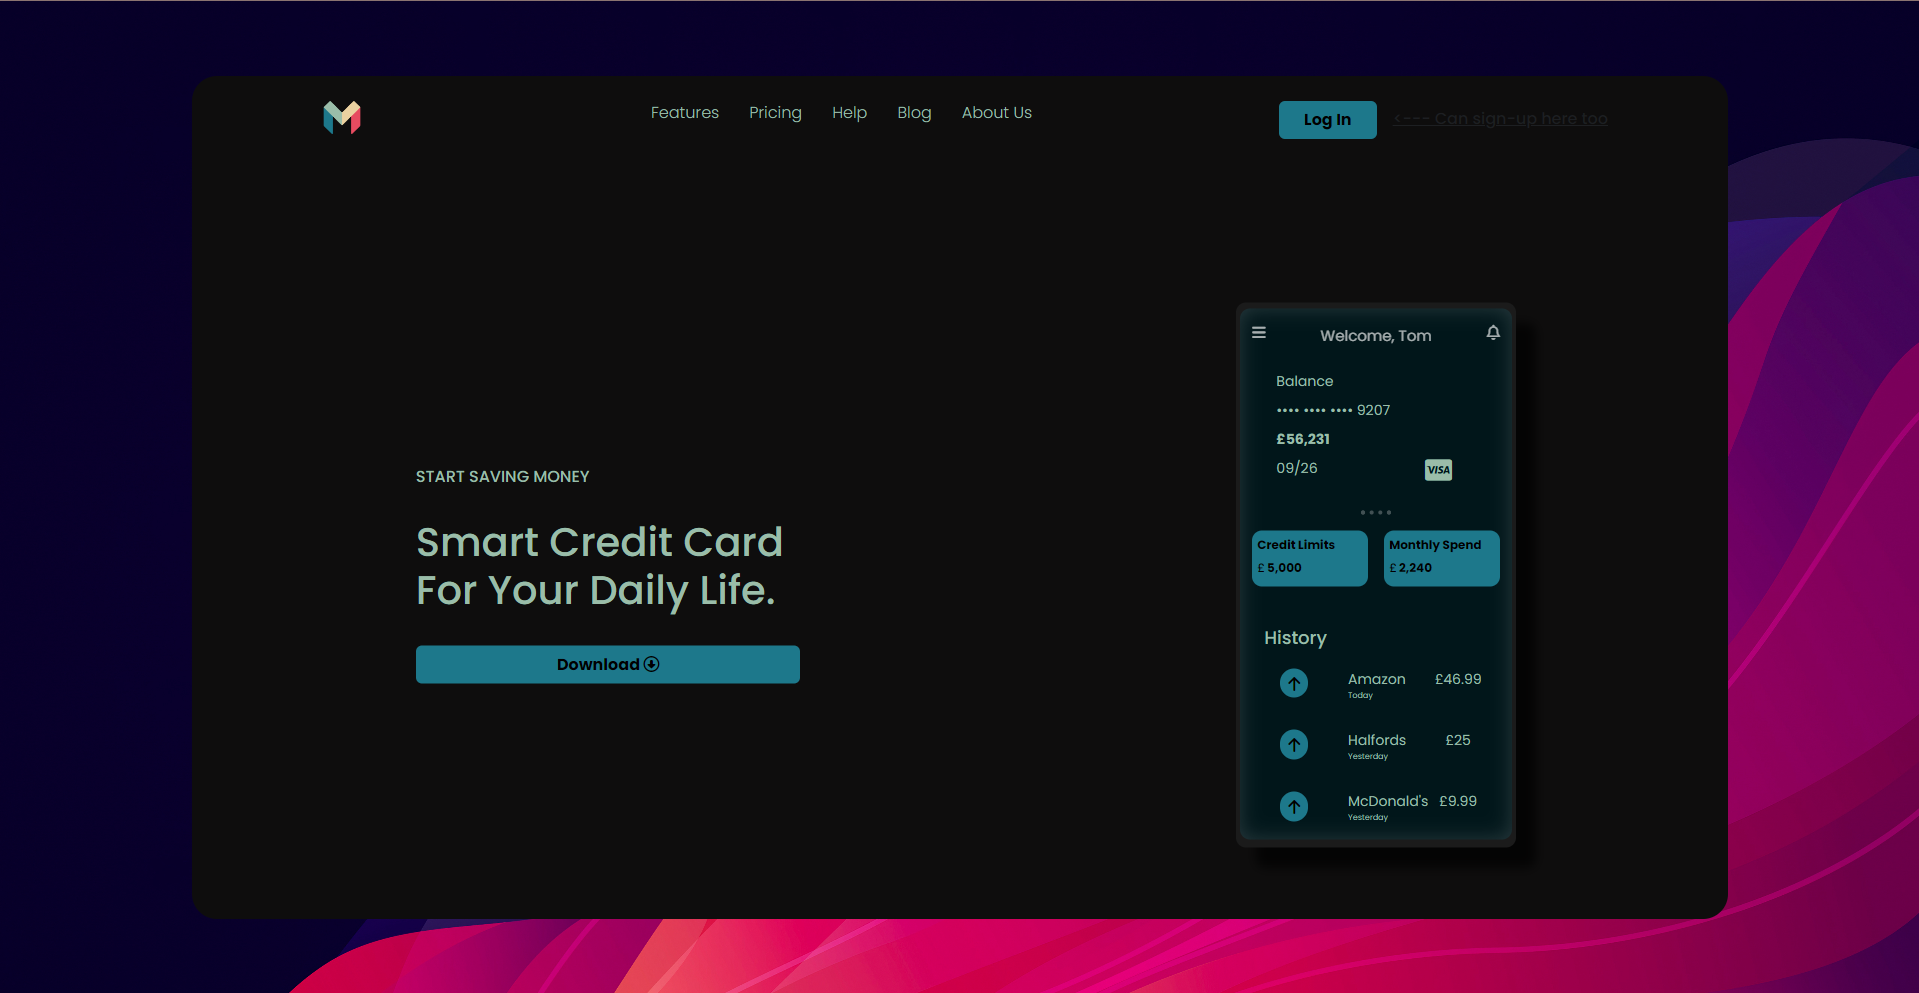 Features Pricing Help Blog About Us
Log In <--- Can sign-up here too
START SAVING MONEY
Smart Credit Card
For Your Daily Life.
Download
Welcome, Tom
Balance
•••• •••• •••• 9207
£56,231
09/26
VISA
Credit Limits
£ 5,000
Monthly Spend
£ 2,240
History
Amazon £46.99
Today
Halfords £25
Yesterday
McDonald's £9.99
Yesterday